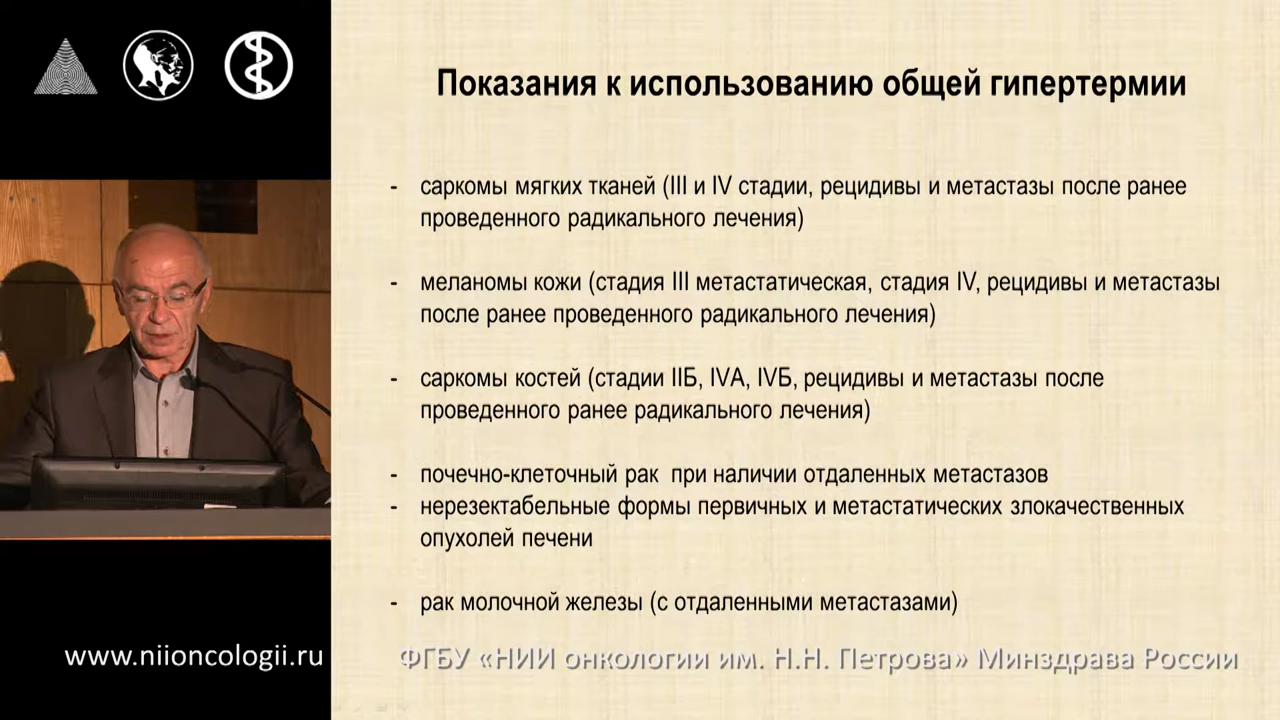 Показания к использованию общей гипертермии
- саркомы мягких тканей (III и IV стадии, рецидивы и метастазы после ранее
проведенного радикального лечения)
- меланомы кожи (стадия III метастатическая, стадия IV, рецидивы и метастазы
после ранее проведенного радикального лечения)
- саркомы костей (стадии IIБ, IVА, IVБ, рецидивы и метастазы после
проведенного ранее радикального лечения)
- почечно-клеточный рак при наличии отдаленных метастазов
- нерезектабельные формы первичных и метастатических злокачественных
опухолей печени
- рак молочной железы (с отдаленными метастазами)
www.niioncologii.ru
ФГБУ «НИИ онкологии им. Н.Н. Петрова» Минздрава России